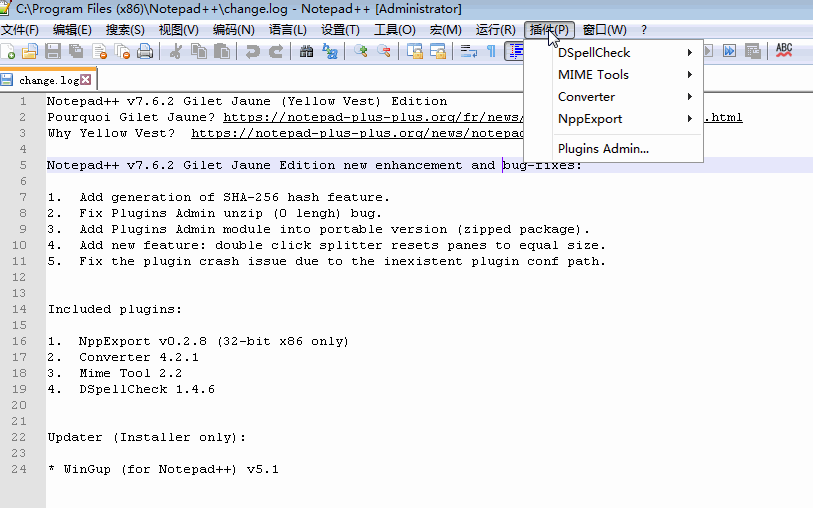 C:\Program Files (x86)\Notepad++\change.log - Notepad++ [Administrator]
文件(F) 编辑(E) 搜索(S) 视图(V) 编码(N) 语言(L) 设置(T) 工具(O) 宏(M) 运行(R) 插件(P) 窗口(W) ?
ABC
DSpellCheck
MIME Tools
Converter
NppExport
Plugins Admin...
change.log
1 Notepad++ v7.6.2 Gilet Jaune (Yellow Vest) Edition
2 Pourquoi Gilet Jaune? https://notepad-plus-plus.org/fr/news/ .html
3 Why Yellow Vest?  https://notepad-plus-plus.org/news/notepad
4
5 Notepad++ v7.6.2 Gilet Jaune Edition new enhancement and bug-fixes:
6
7 1.  Add generation of SHA-256 hash feature.
8 2.  Fix Plugins Admin unzip (0 lengh) bug.
9 3.  Add Plugins Admin module into portable version (zipped package).
10 4.  Add new feature: double click splitter resets panes to equal size.
11 5.  Fix the plugin crash issue due to the inexistent plugin conf path.
12
13
14 Included plugins:
15
16 1.  NppExport v0.2.8 (32-bit x86 only)
17 2.  Converter 4.2.1
18 3.  Mime Tool 2.2
19 4.  DSpellCheck 1.4.6
20
21
22 Updater (Installer only):
23
24 * WinGup (for Notepad++) v5.1